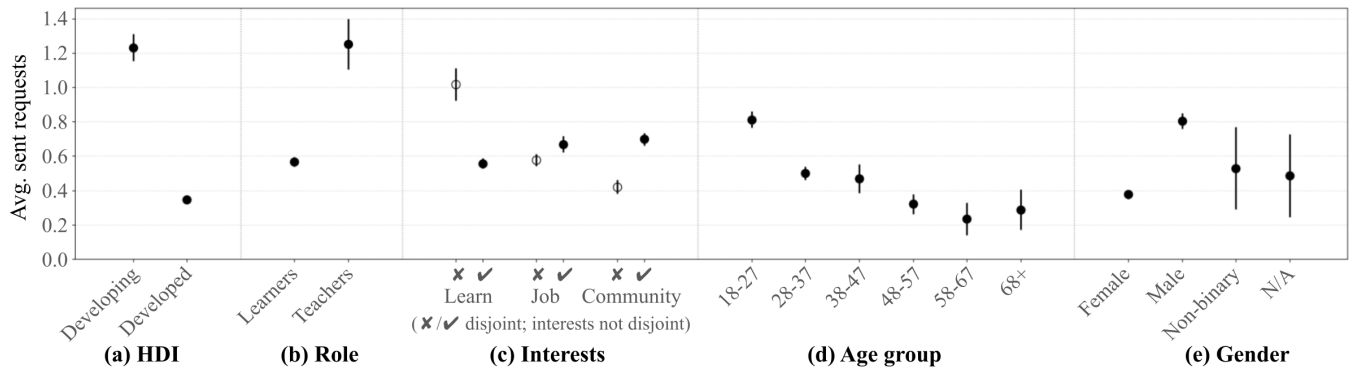 Avg. sent requests
1.4
1.2
1.0
0.8
0.6
0.4
0.2
0.0
Developing
Developed
(a) HDI
Learners
Teachers
(b) Role
✘ ✔ ✘ ✔ ✘ ✔
Learn Job Community
(✘/✔ disjoint; interests not disjoint)
(c) Interests
18-27
28-37
38-47
48-57
58-67
68+
(d) Age group
Female
Male
Non-binary
N/A
(e) Gender